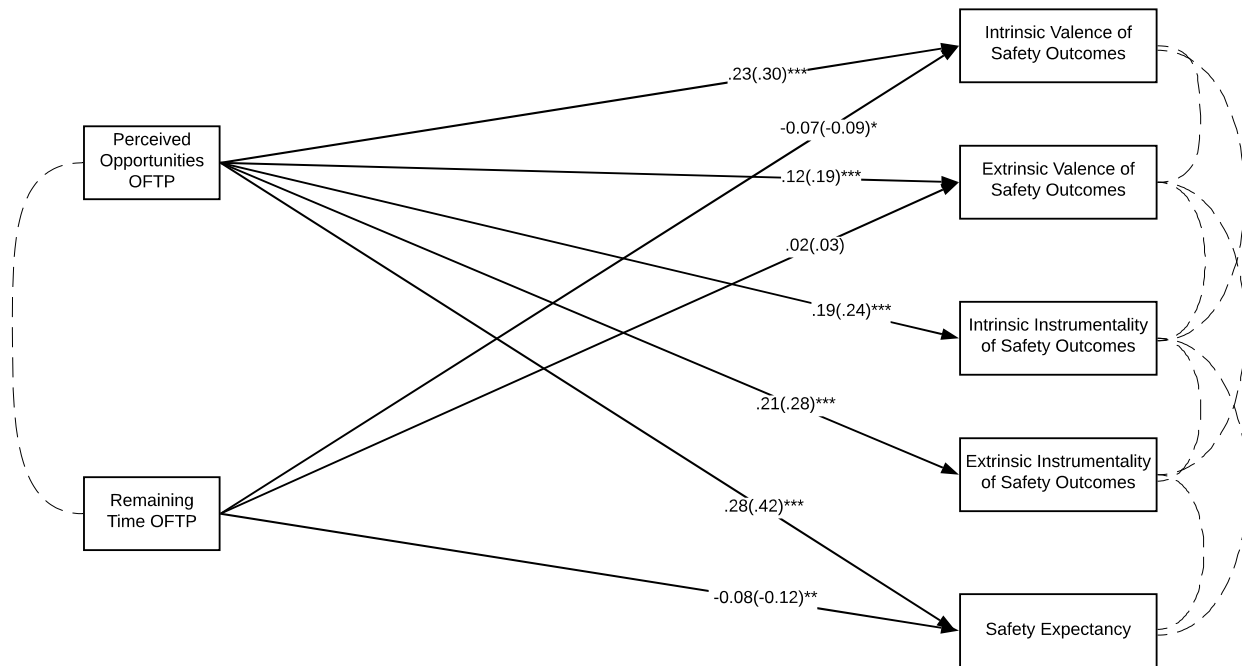 Intrinsic Valence of
Safety Outcomes
.23(.30)***
-0.07(-0.09)*
Perceived
Opportunities
OFTP
.12(.19)***
Extrinsic Valence of
Safety Outcomes
.02(.03)
.19(.24)***
Intrinsic Instrumentality
of Safety Outcomes
.21(.28)***
Extrinsic Instrumentality
of Safety Outcomes
Remaining
Time OFTP
.28(.42)***
-0.08(-0.12)**
Safety Expectancy